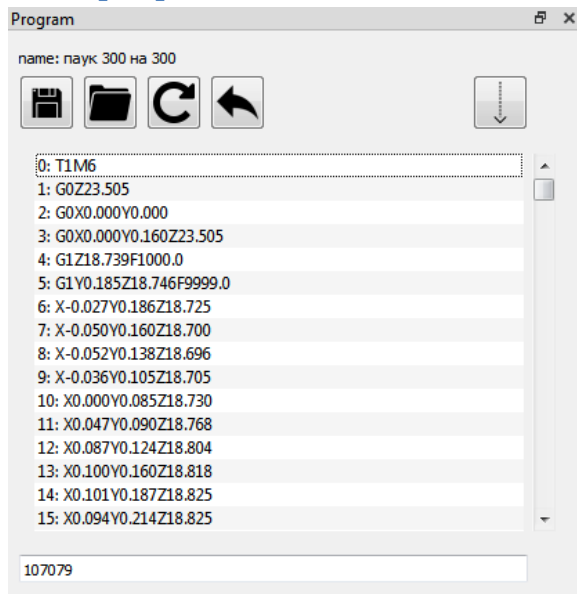 Program
name: паук 300 на 300
0: T1M6
1: G0Z23.505
2: G0X0.000Y0.000
3: G0X0.000Y0.160Z23.505
4: G1Z18.739F1000.0
5: G1Y0.185Z18.746F9999.0
6: X-0.027Y0.186Z18.725
7: X-0.050Y0.160Z18.700
8: X-0.052Y0.138Z18.696
9: X-0.036Y0.105Z18.705
10: X0.000Y0.085Z18.730
11: X0.047Y0.090Z18.768
12: X0.087Y0.124Z18.804
13: X0.100Y0.160Z18.818
14: X0.101Y0.187Z18.825
15: X0.094Y0.214Z18.825
107079